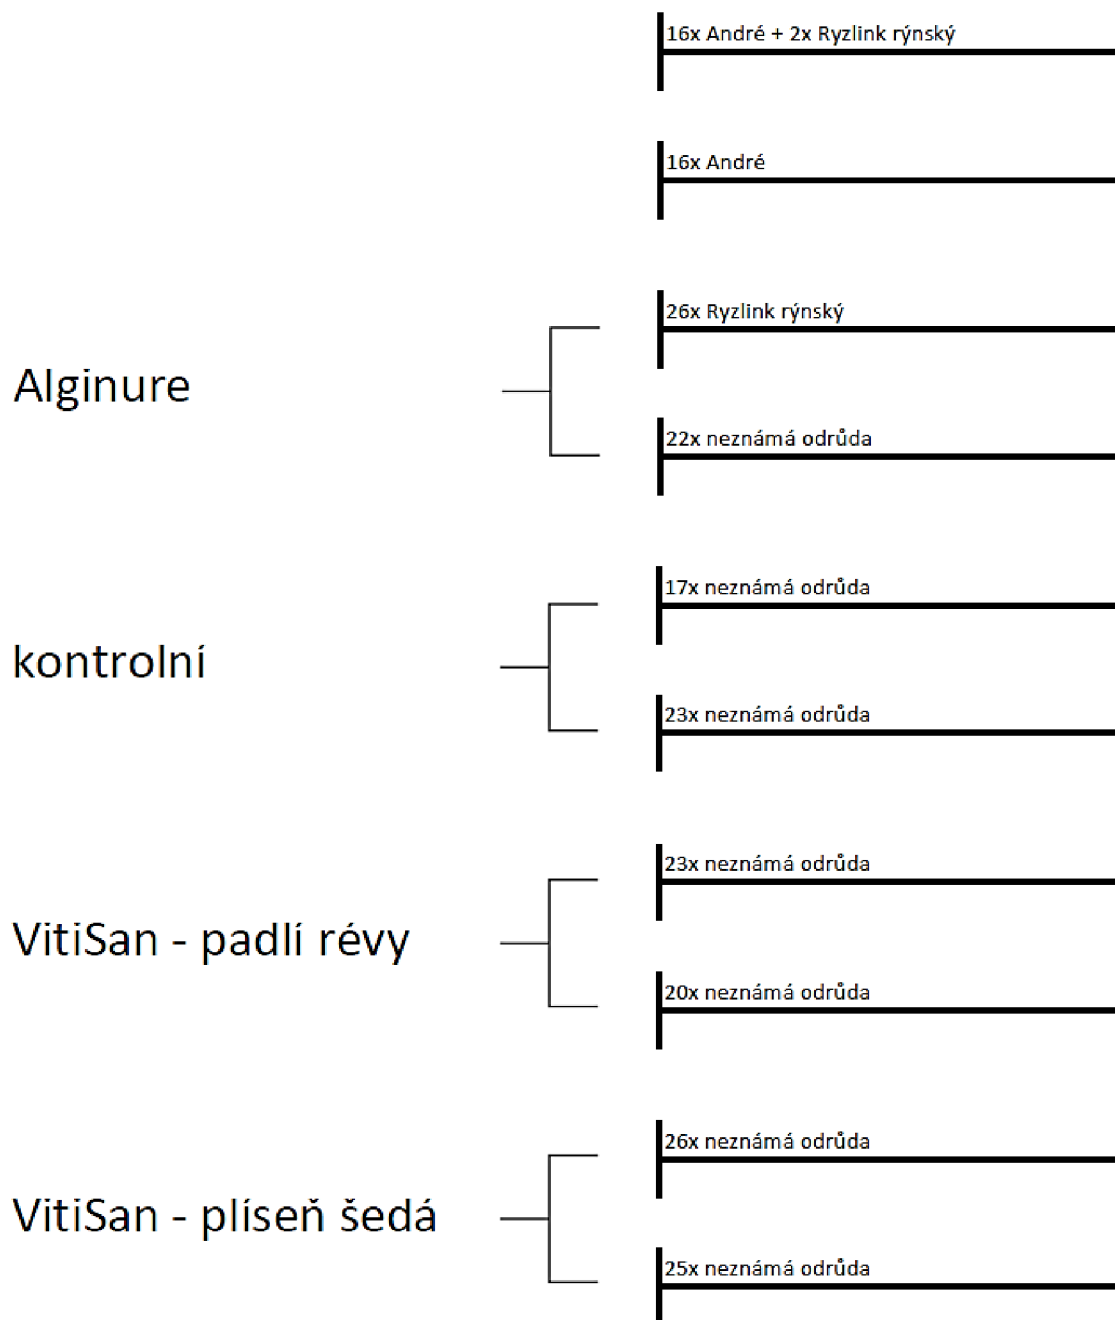 16x André + 2x Ryzlink rýnský
16x André
Alginure
26x Ryzlink rýnský
22x neznámá odrůda
kontrolní
17x neznámá odrůda
23x neznámá odrůda
VitiSan - padlí révy
23x neznámá odrůda
20x neznámá odrůda
VitiSan - plíseň šedá
26x neznámá odrůda
25x neznámá odrůda